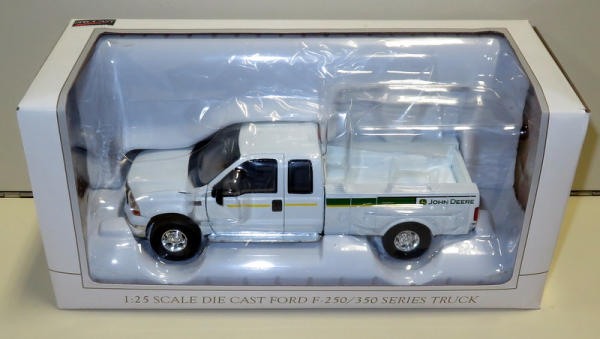 JOHN DEERE
1:25 SCALE DIE CAST FORD F-250/350 SERIES TRUCK